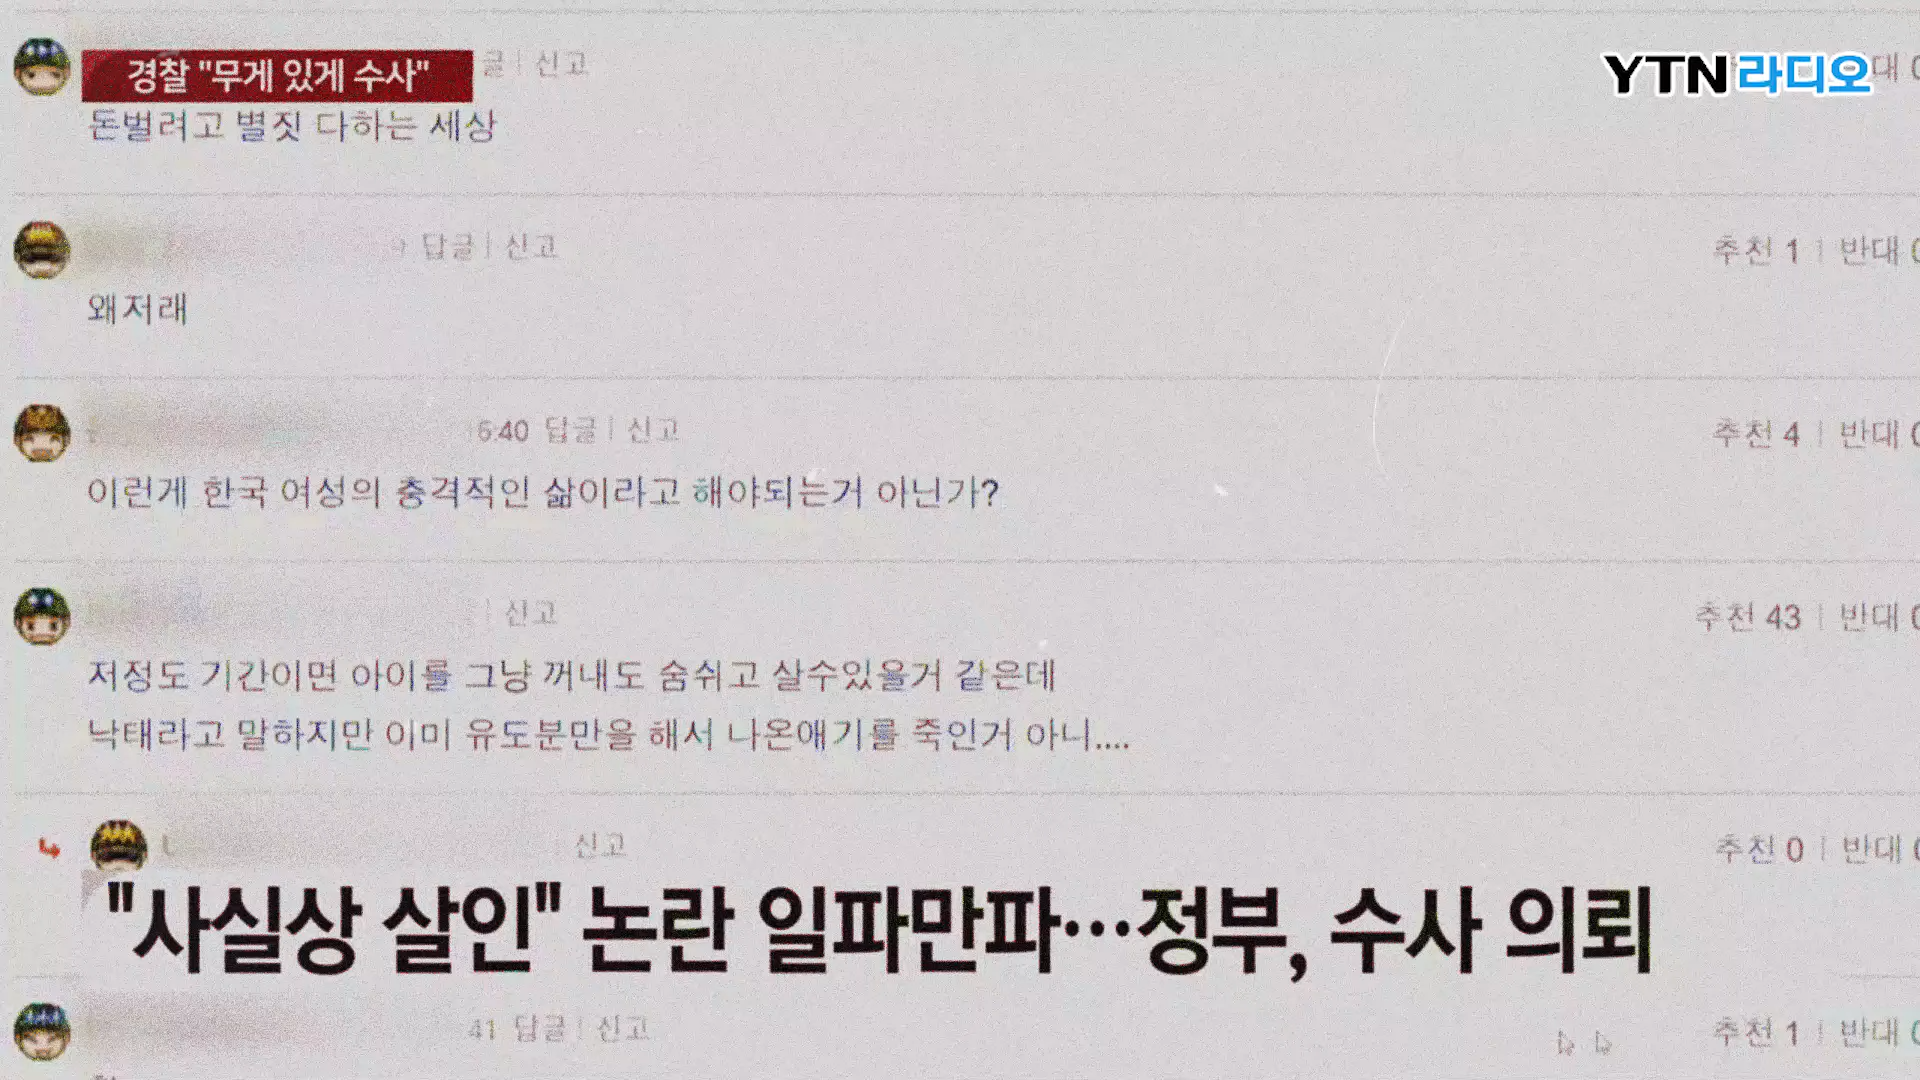 경찰 "무게 있게 수사"
글 | 신고
YTN라디오
대 0
돈벌려고 별짓 다하는 세상
답글 | 신고
추천 1 | 반대 0
왜저래
6:40 답글 | 신고
추천 4 | 반대 0
이런게 한국 여성의 충격적인 삶이라고 해야되는거 아닌가?
신고
추천 43 | 반대 0
저정도 기간이면 아이를 그냥 꺼내도 숨쉬고 살수있을거 같은데
낙태라고 말하지만 이미 유도분만을 해서 나온애기를 죽인거 아니....
신고
추천 0 | 반대 0
"사실상 살인" 논란 일파만파…정부, 수사 의뢰
41 답글 | 신고
추천 1 | 반대 0